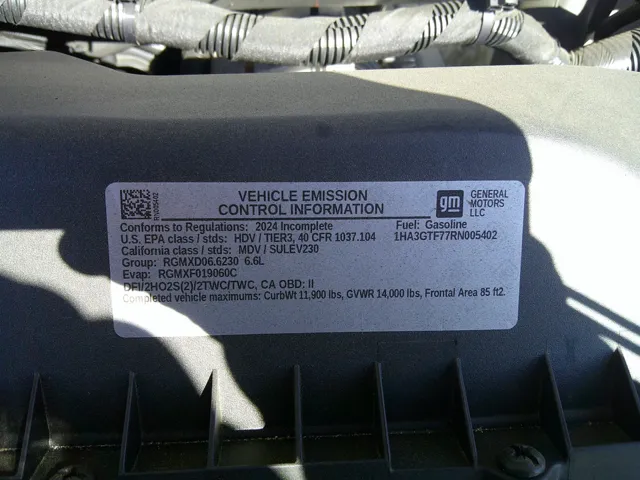 VEHICLE EMISSION
CONTROL INFORMATION
gm
GENERAL
MOTORS
LLC
RN005402
Conforms to Regulations: 2024 Incomplete
Fuel: Gasoline
U.S. EPA class / stds: HDV / TIER3, 40 CFR 1037.104
1HA3GTF77RN005402
California class / stds: MDV / SULEV230
Group: RGMXD06.6230 6.6L
Evap: RGMXF019060C
DFI/2HO2S(2)/2TWC/TWC, CA OBD: II
Completed vehicle maximums: CurbWt 11,900 lbs, GVWR 14,000 lbs, Frontal Area 85 ft2.